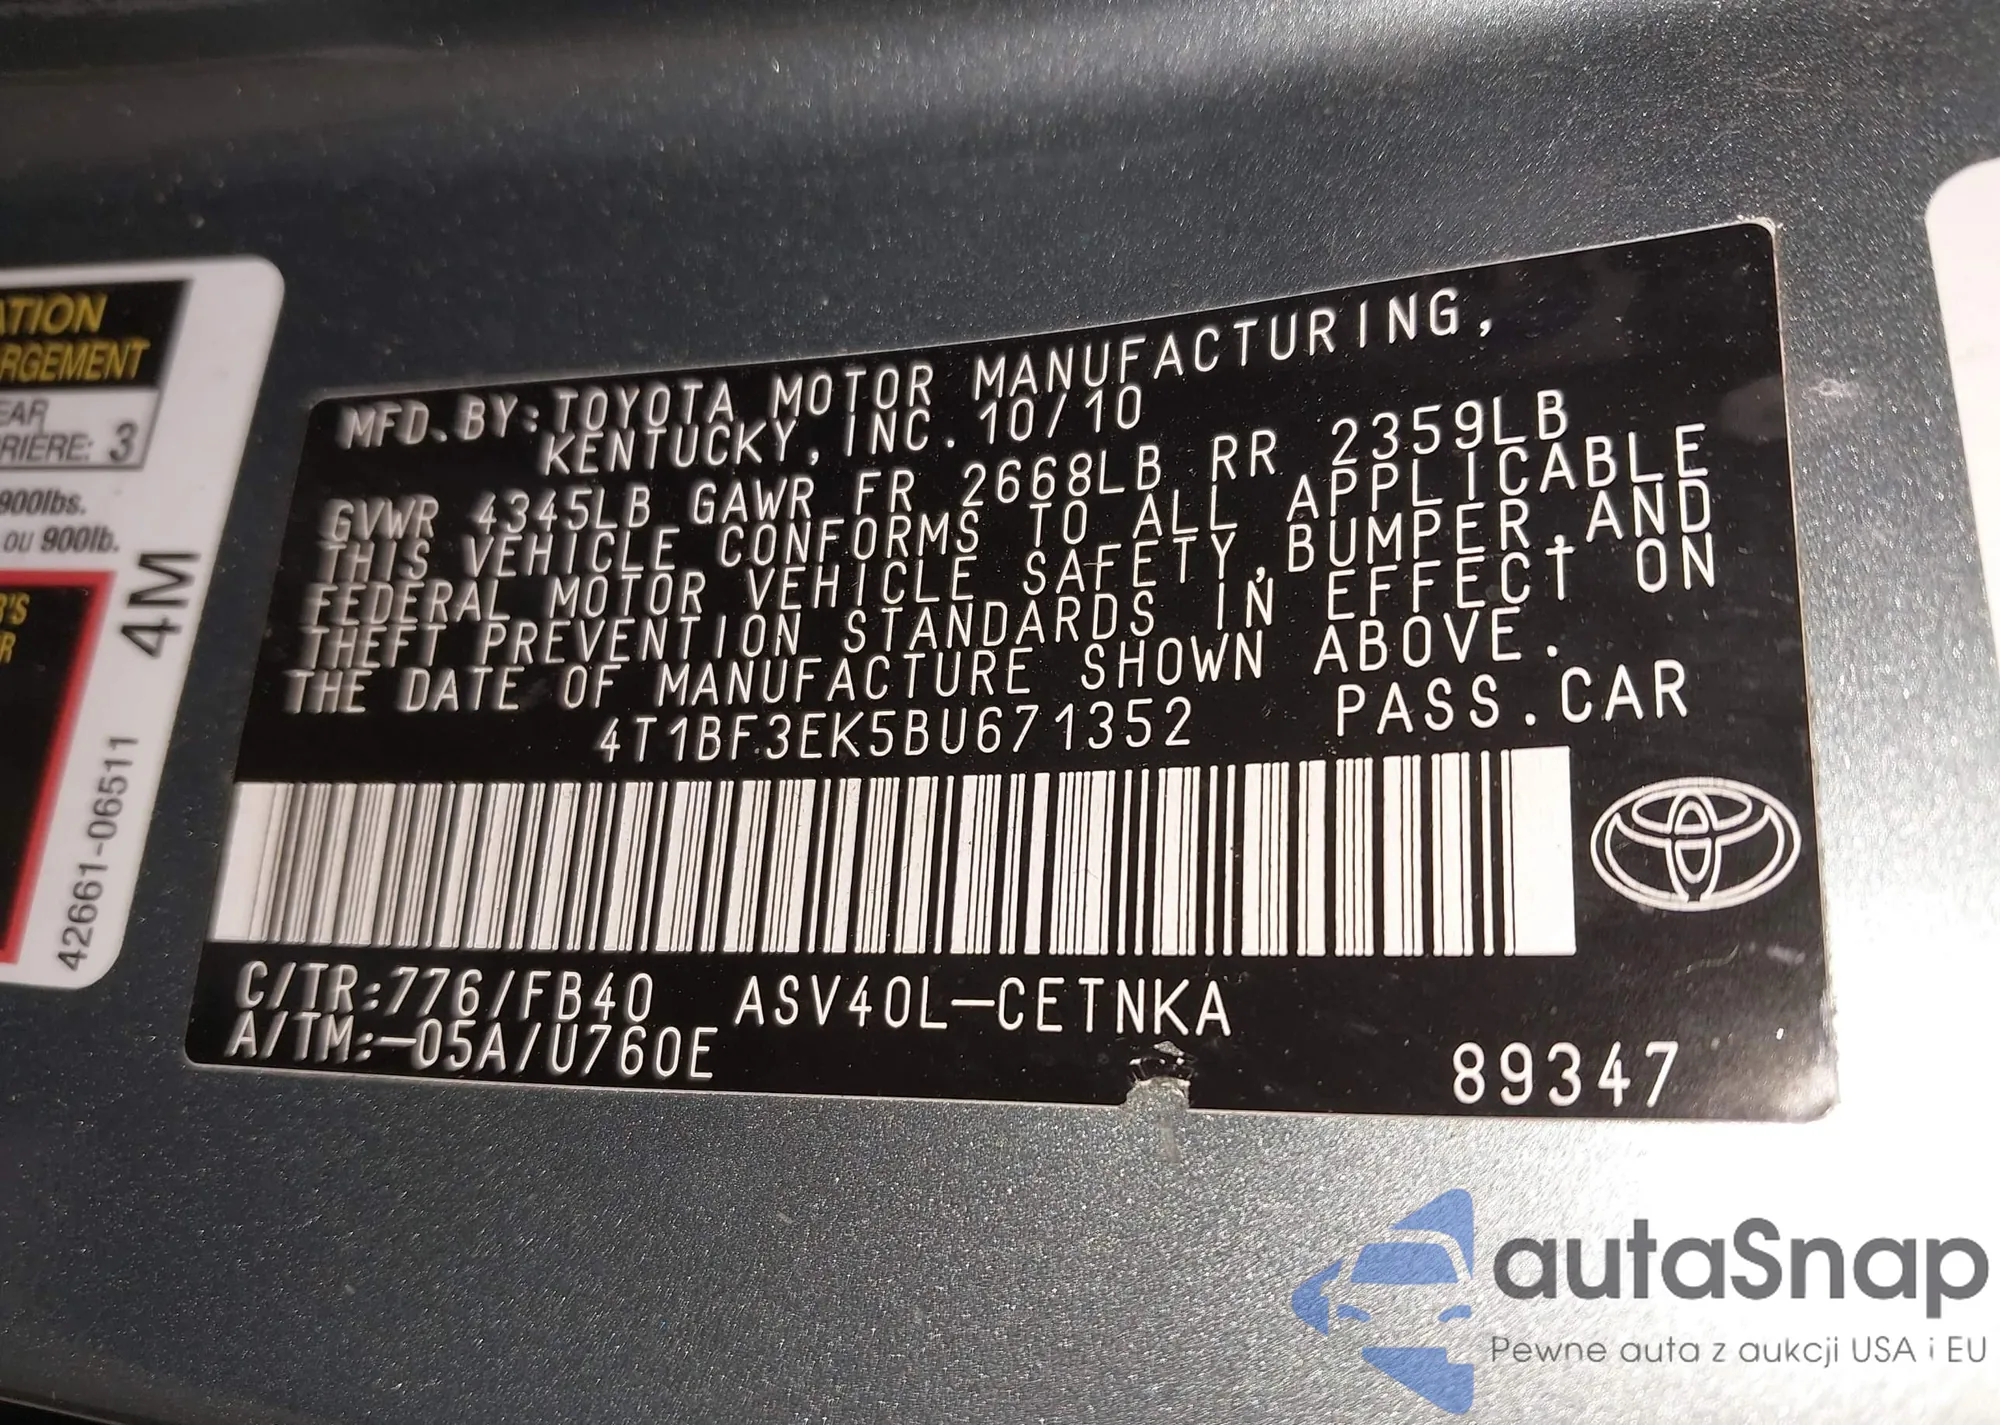 ATION
RGEMENT
EAR
RIÈRE: 3
900lbs.
ou 900lb.
'S
R
4M
42661-06511
MFD.BY:TOYOTA MOTOR MANUFACTURING,
KENTUCKY,INC.10/10
GVWR 4345LB GAWR FR 2668LB RR 2359LB
THIS VEHICLE CONFORMS TO ALL APPLICABLE
FEDERAL MOTOR VEHICLE SAFETY,BUMPER,AND
THEFT PREVENTION STANDARDS IN EFFECT ON
THE DATE OF MANUFACTURE SHOWN ABOVE.
4T1BF3EK5BU671352 PASS.CAR
C/TR:776/FB40 ASV40L-CETNKA
A/TM:-05A/U760E
89347
autaSnap
Pewne auta z aukcji USA i EU